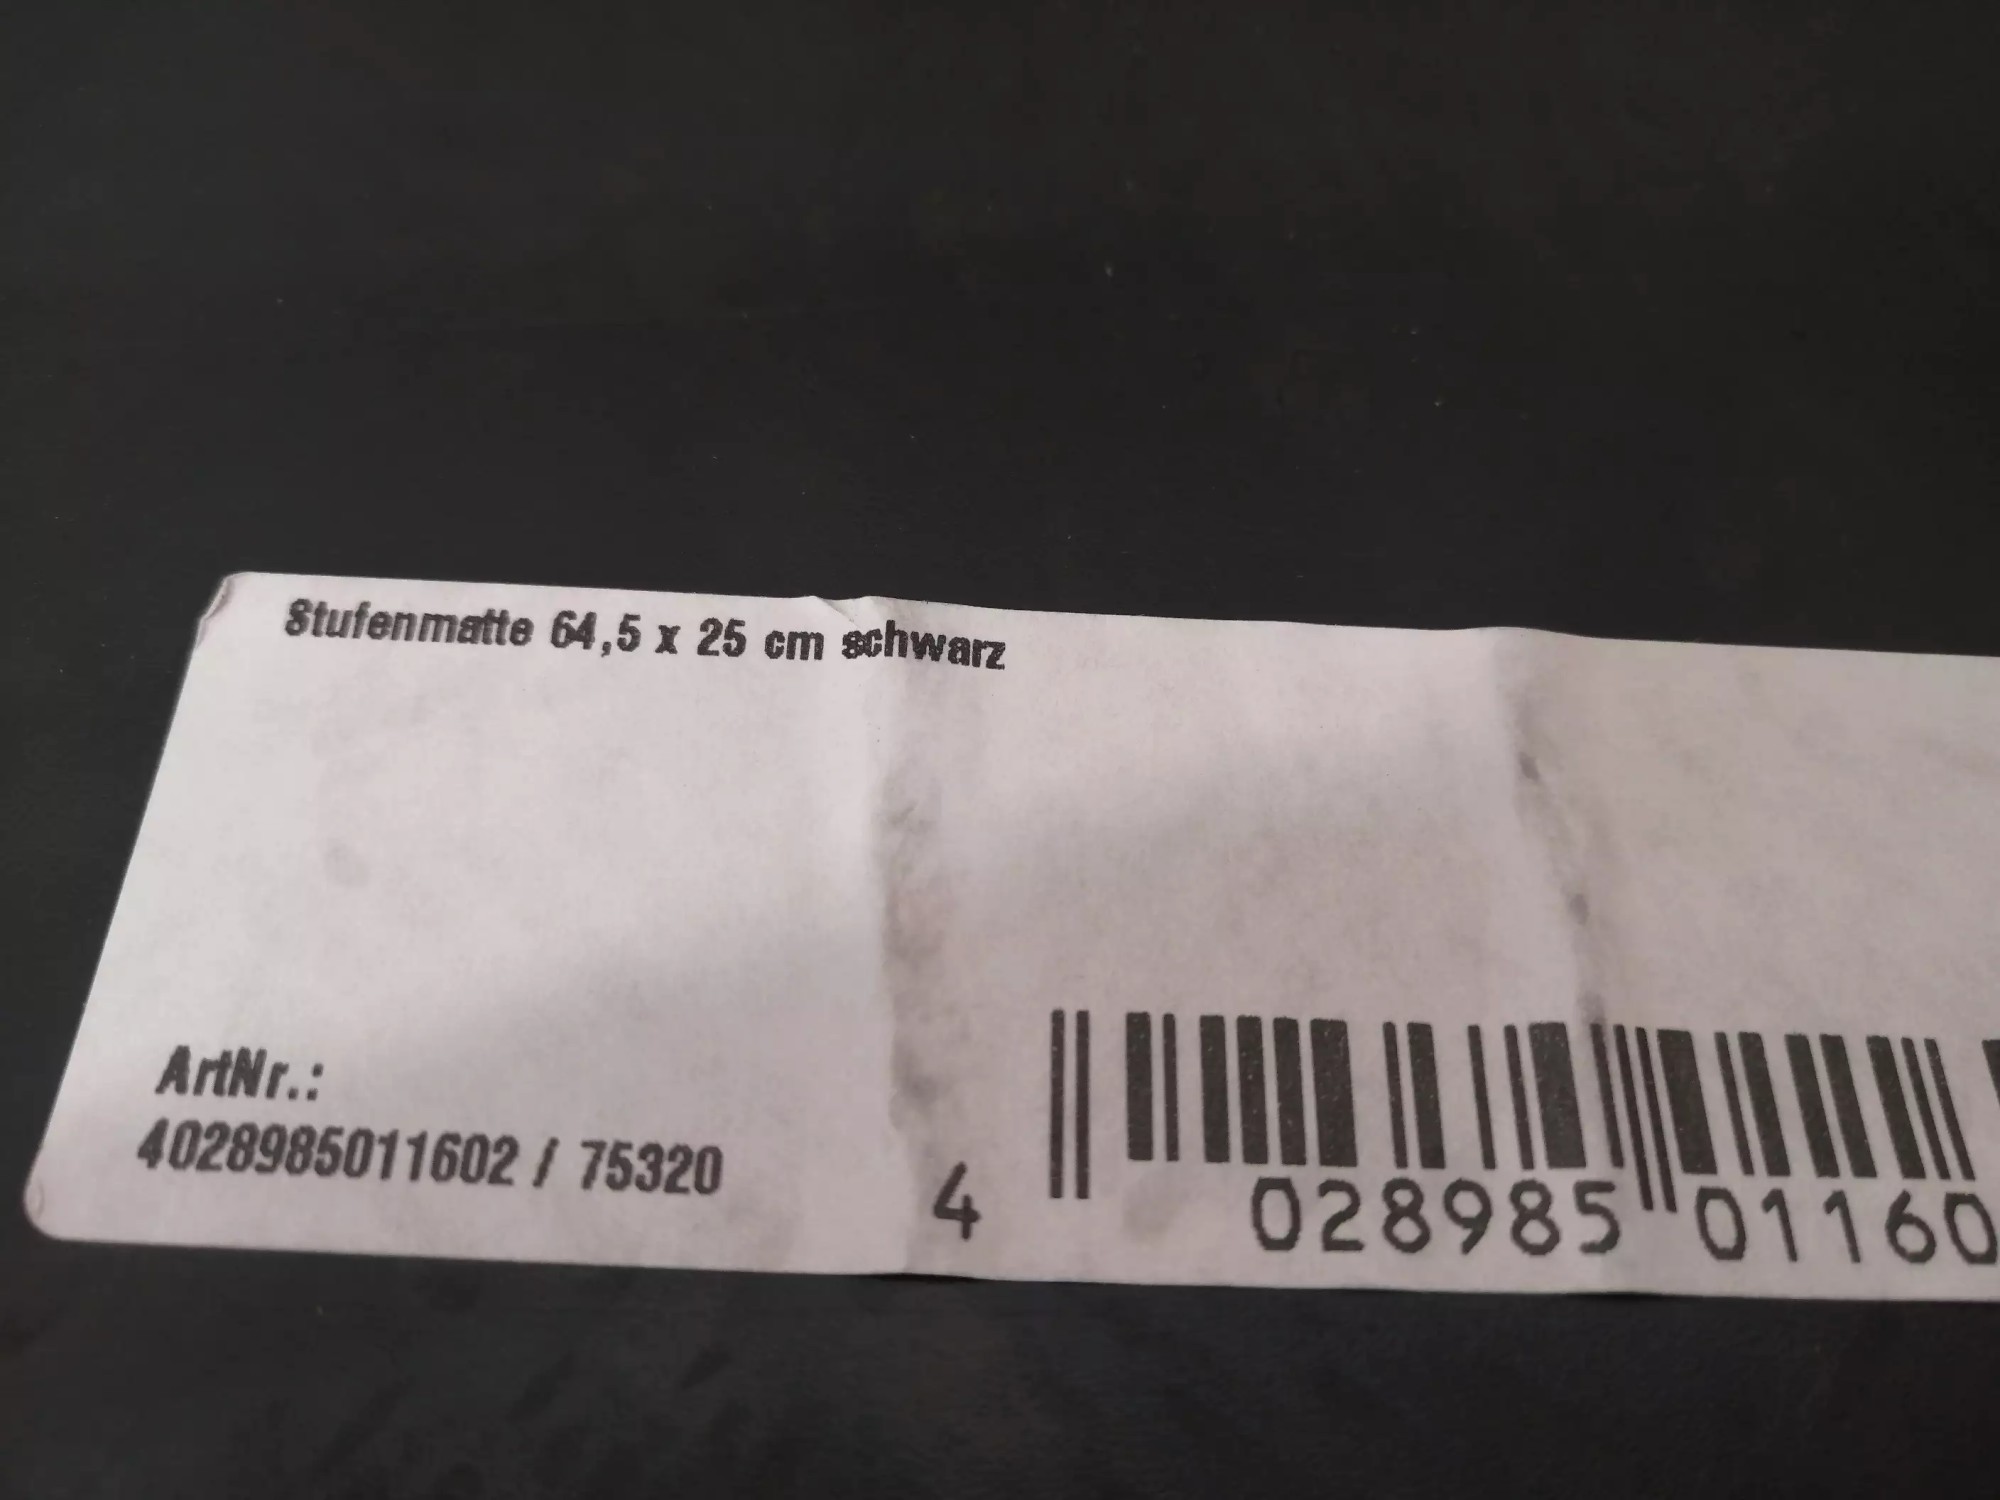 Stufenmatte 64,5 x 25 cm schwarz
ArtNr.:
4028985011602 / 75320
4 028985 01160